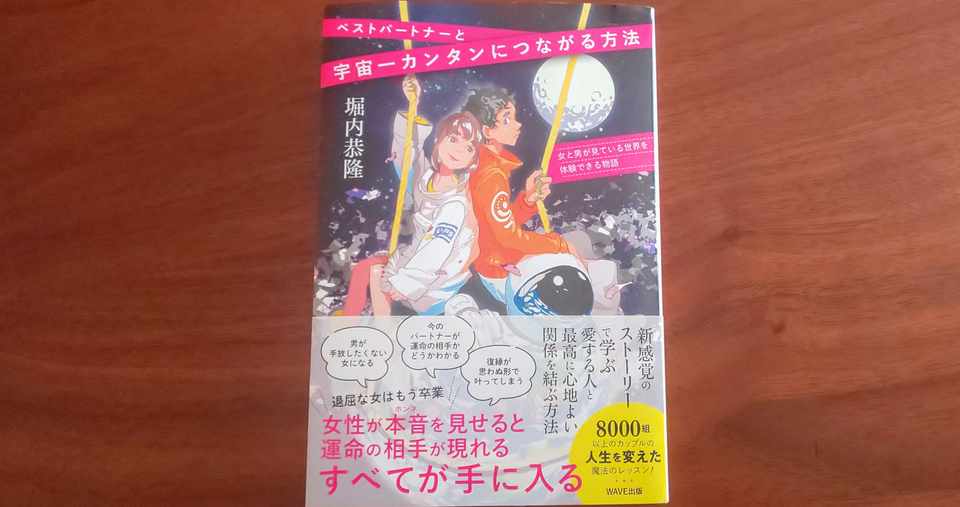 ベストパートナーと
宇宙一カンタンにつながる方法
堀内恭隆
女と男が見ている世界を
体験できる物語
新感覚の
ストーリー
で学ぶ
愛する人と
最高に心地よい
関係を結ぶ方法
男が
手放したくない
女になる
今の
パートナーが
運命の相手か
どうかわかる
復縁が
思わぬ形で
叶ってしまう
退屈な女はもう卒業
ホンネ
女性が本音を見せると
運命の相手が現れる
すべてが手に入る
8000組
以上のカップルの
人生を変えた
魔法のレッスン!
WAVE出版